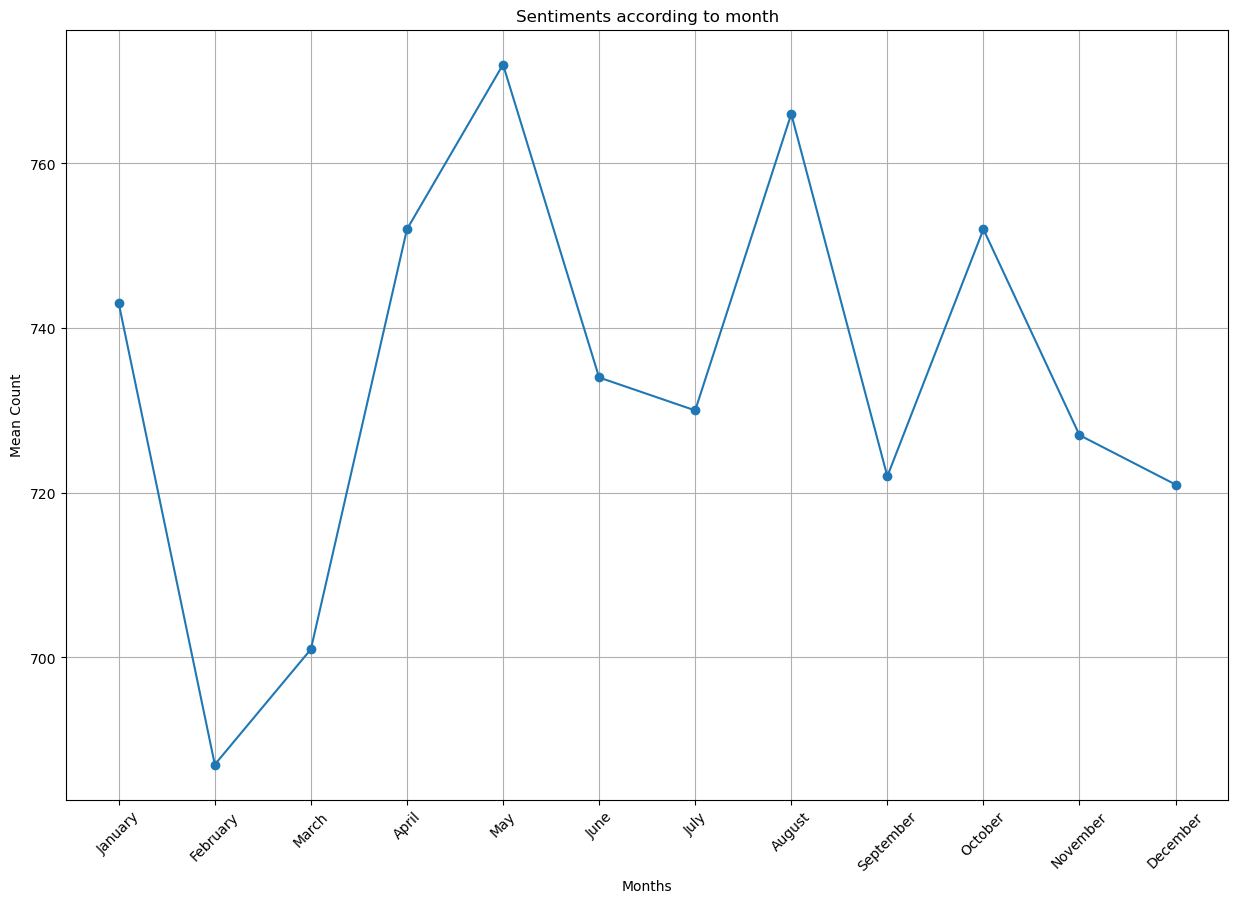 Sentiments according to month
Mean Count
760
740
720
700
January
February
March
April
May
June
July
August
September
October
November
December
Months